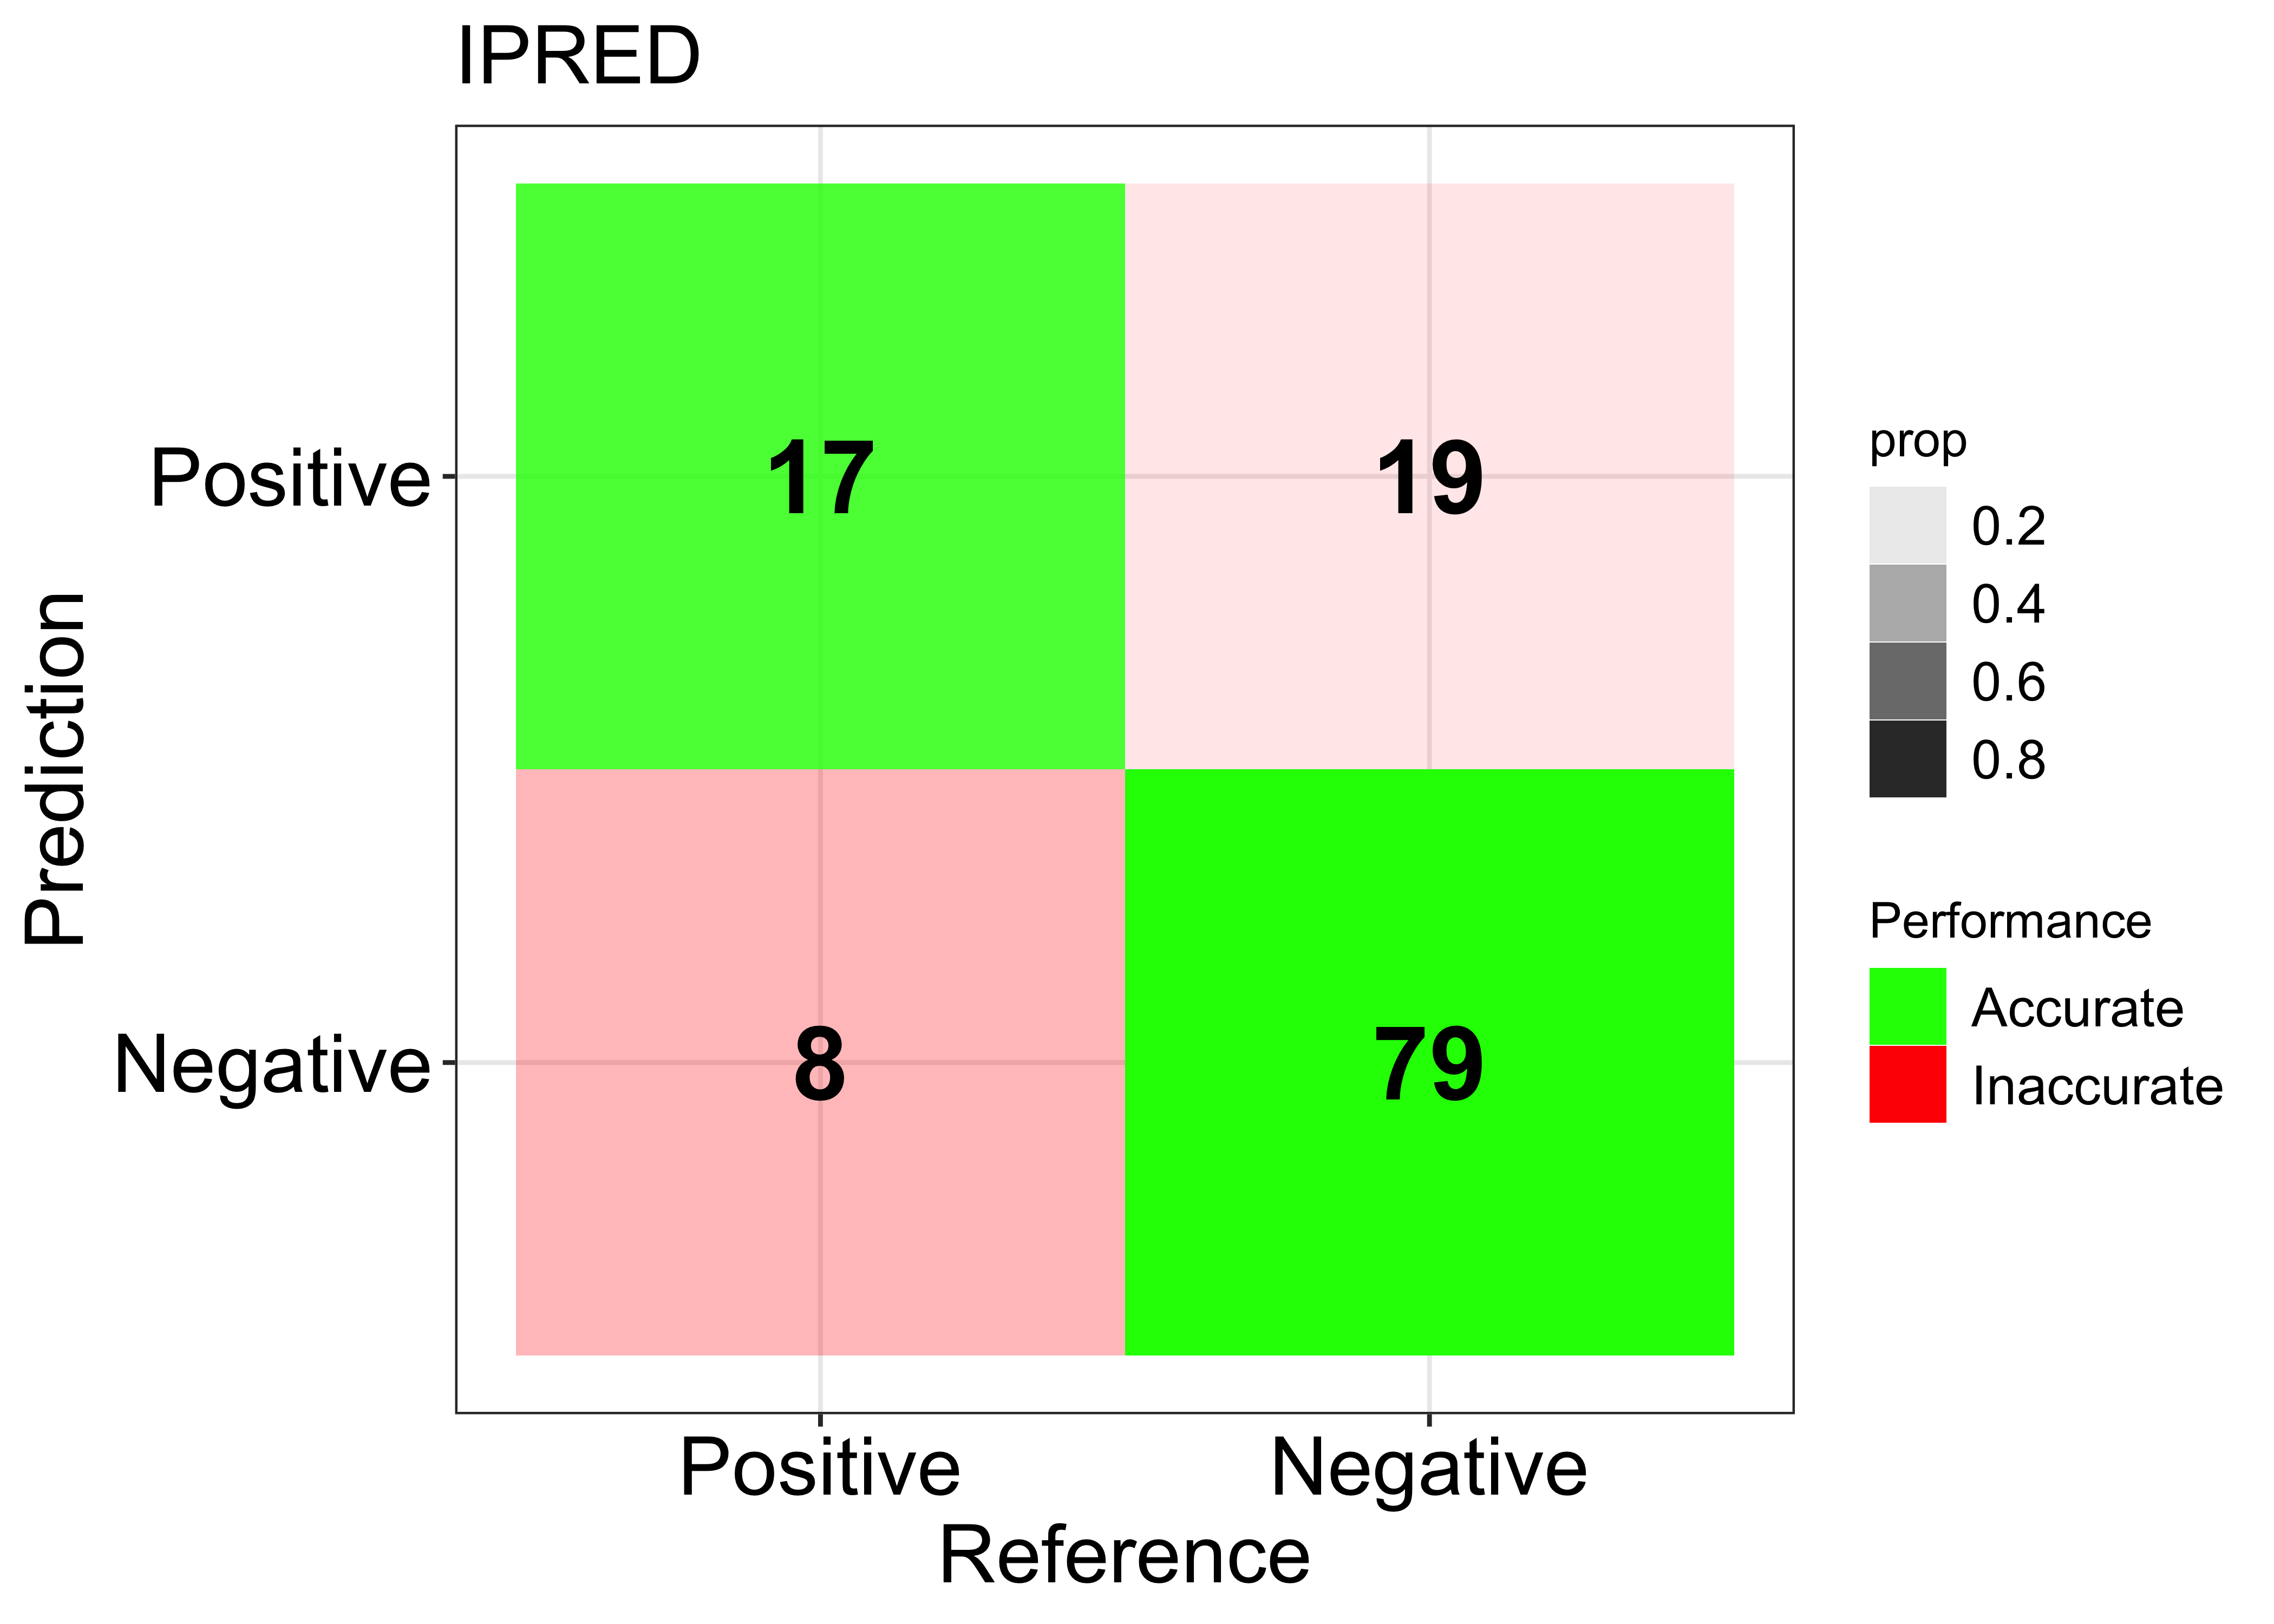 IPRED
Positive
17
19
Negative
8
79
Positive
Negative
Reference
Prediction
prop
0.2
0.4
0.6
0.8
Performance
Accurate
Inaccurate